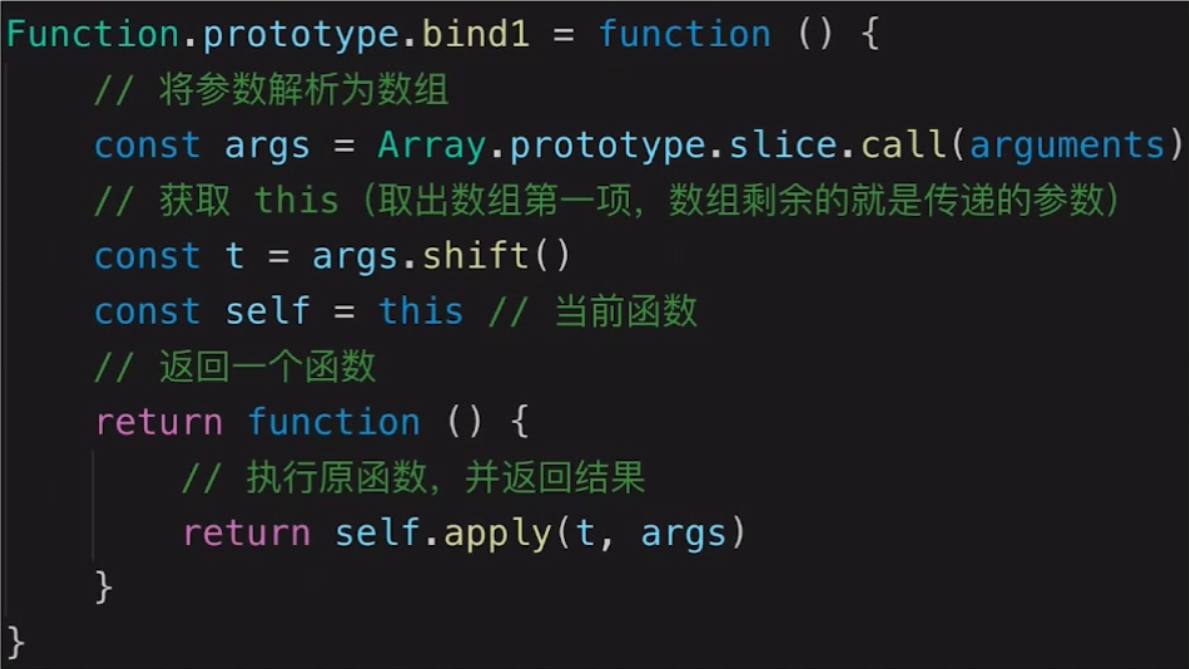 Function.prototype.bind1 = function () {
    // 将参数解析为数组
    const args = Array.prototype.slice.call(arguments)
    // 获取 this（取出数组第一项，数组剩余的就是传递的参数）
    const t = args.shift()
    const self = this // 当前函数
    // 返回一个函数
    return function () {
        // 执行原函数，并返回结果
        return self.apply(t, args)
    }
}